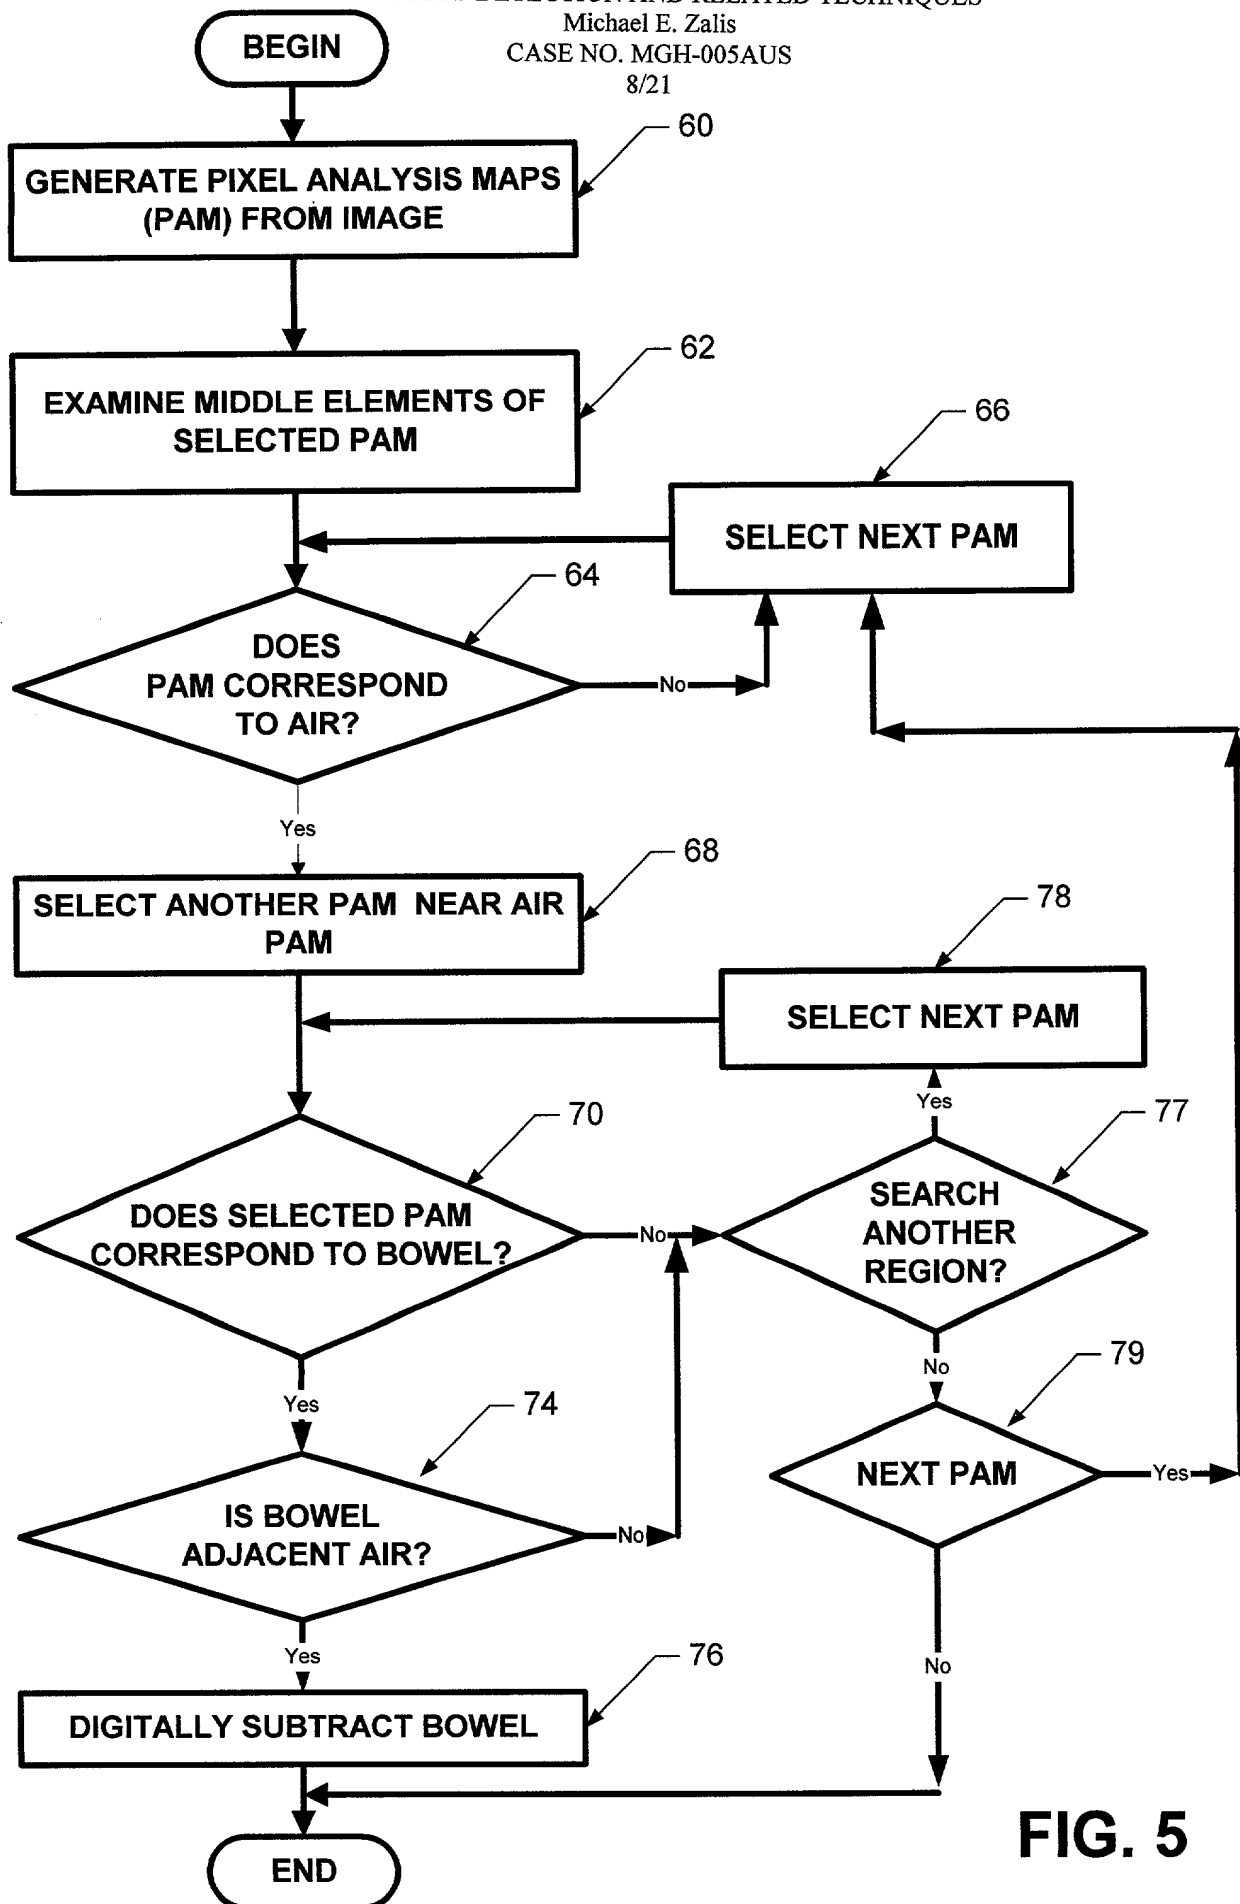 DETECTION AND RELATED TECHNIQUES
Michael E. Zalis
CASE NO. MGH-005AUS
8/21
BEGIN
60
GENERATE PIXEL ANALYSIS MAPS
(PAM) FROM IMAGE
62
EXAMINE MIDDLE ELEMENTS OF
SELECTED PAM
66
SELECT NEXT PAM
64
DOES
PAM CORRESPOND
TO AIR?
No
Yes
68
SELECT ANOTHER PAM NEAR AIR
PAM
78
SELECT NEXT PAM
Yes
70
DOES SELECTED PAM
CORRESPOND TO BOWEL?
No
77
SEARCH
ANOTHER
REGION?
Yes
No
74
IS BOWEL
ADJACENT AIR?
No
79
NEXT PAM
Yes
Yes
No
76
DIGITALLY SUBTRACT BOWEL
END
FIG. 5